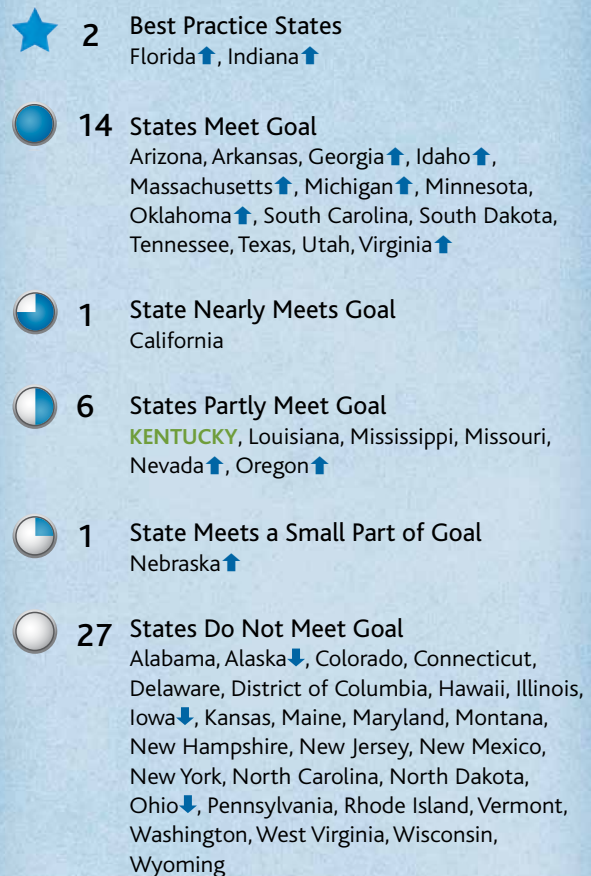 2 Best Practice States
Florida⬆, Indiana⬆
14 States Meet Goal
Arizona, Arkansas, Georgia⬆, Idaho⬆,
Massachusetts⬆, Michigan⬆, Minnesota,
Oklahoma⬆, South Carolina, South Dakota,
Tennessee, Texas, Utah, Virginia⬆
1 State Nearly Meets Goal
California
6 States Partly Meet Goal
KENTUCKY, Louisiana, Mississippi, Missouri,
Nevada⬆, Oregon⬆
1 State Meets a Small Part of Goal
Nebraska⬆
27 States Do Not Meet Goal
Alabama, Alaska⬇, Colorado, Connecticut,
Delaware, District of Columbia, Hawaii, Illinois,
Iowa⬇, Kansas, Maine, Maryland, Montana,
New Hampshire, New Jersey, New Mexico,
New York, North Carolina, North Dakota,
Ohio⬇, Pennsylvania, Rhode Island, Vermont,
Washington, West Virginia, Wisconsin,
Wyoming